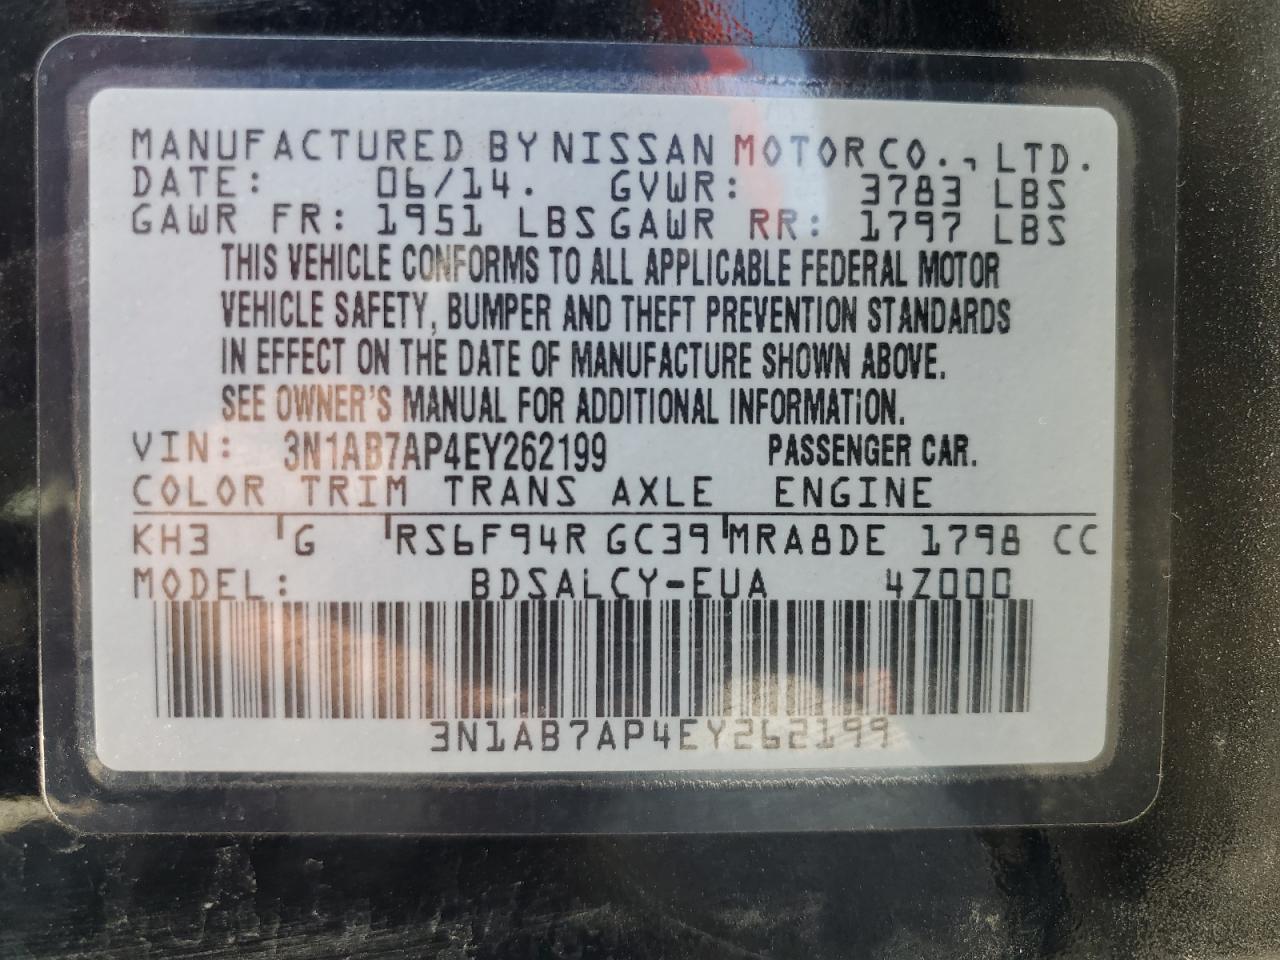 MANUFACTURED BY NISSAN MOTOR CO., LTD.
DATE: 06/14. GVWR: 3783 LBS
GAWR FR: 1951 LBS GAWR RR: 1797 LBS
THIS VEHICLE CONFORMS TO ALL APPLICABLE FEDERAL MOTOR
VEHICLE SAFETY, BUMPER AND THEFT PREVENTION STANDARDS
IN EFFECT ON THE DATE OF MANUFACTURE SHOWN ABOVE.
SEE OWNER'S MANUAL FOR ADDITIONAL INFORMATION.
VIN: 3N1AB7AP4EY262199 PASSENGER CAR.
COLOR TRIM TRANS AXLE ENGINE
KH3 G RS6F94R GC39 MRA8DE 1798 CC
MODEL: BDSALCY-EUA 4Z000
3N1AB7AP4EY262199